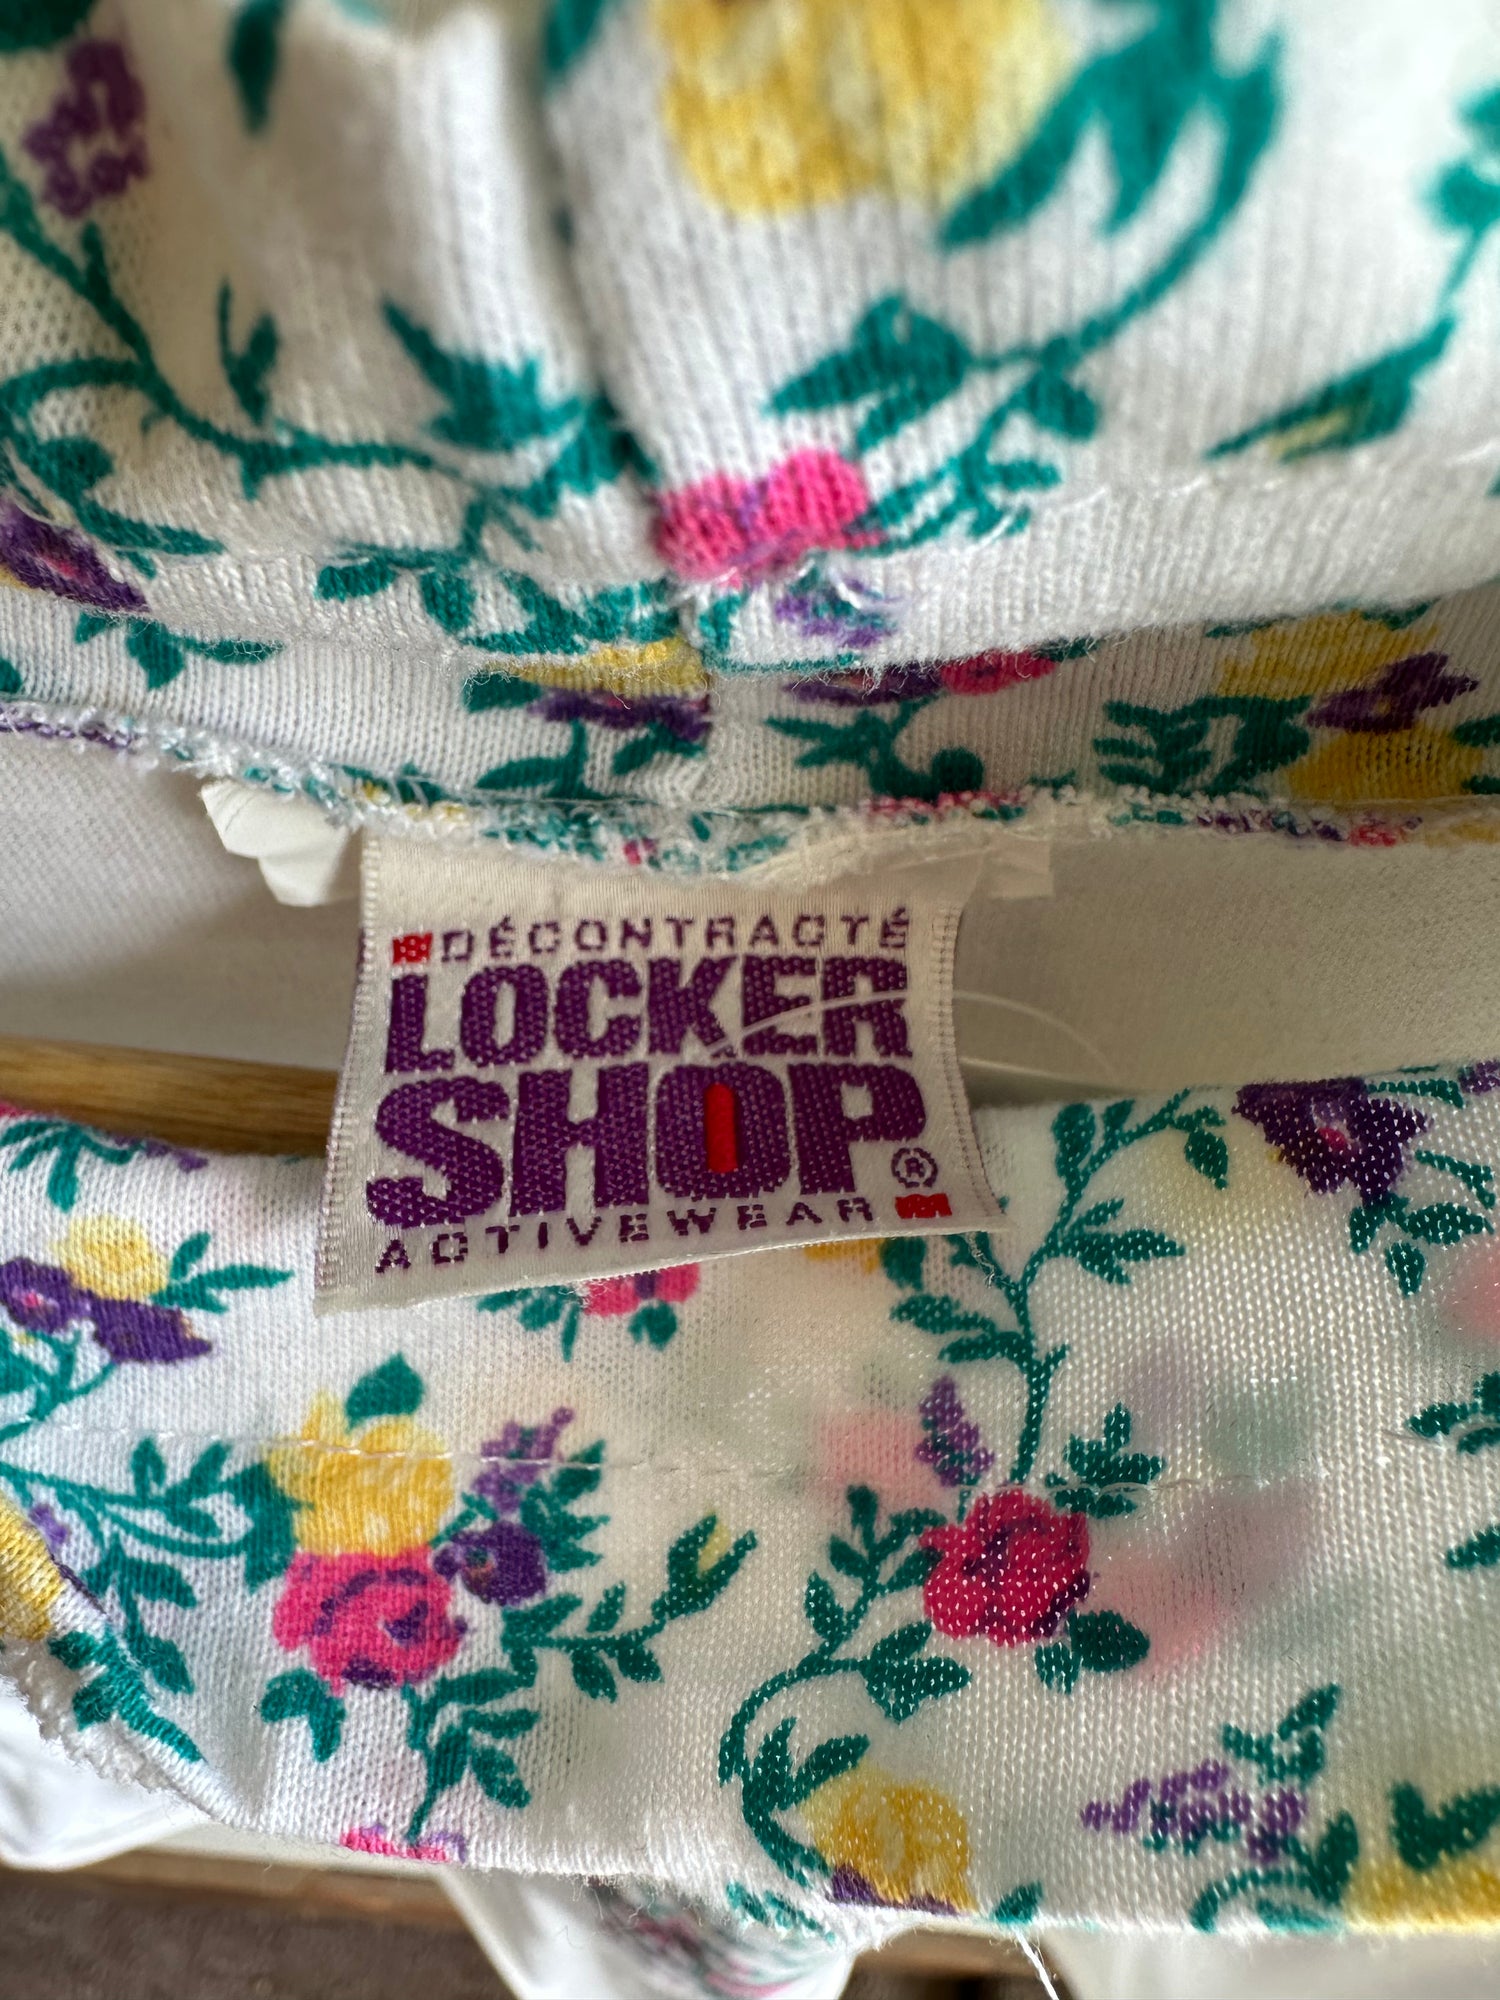 DÉCONTRACTÉ
LOCKER
SHOP®
ACTIVEWEAR